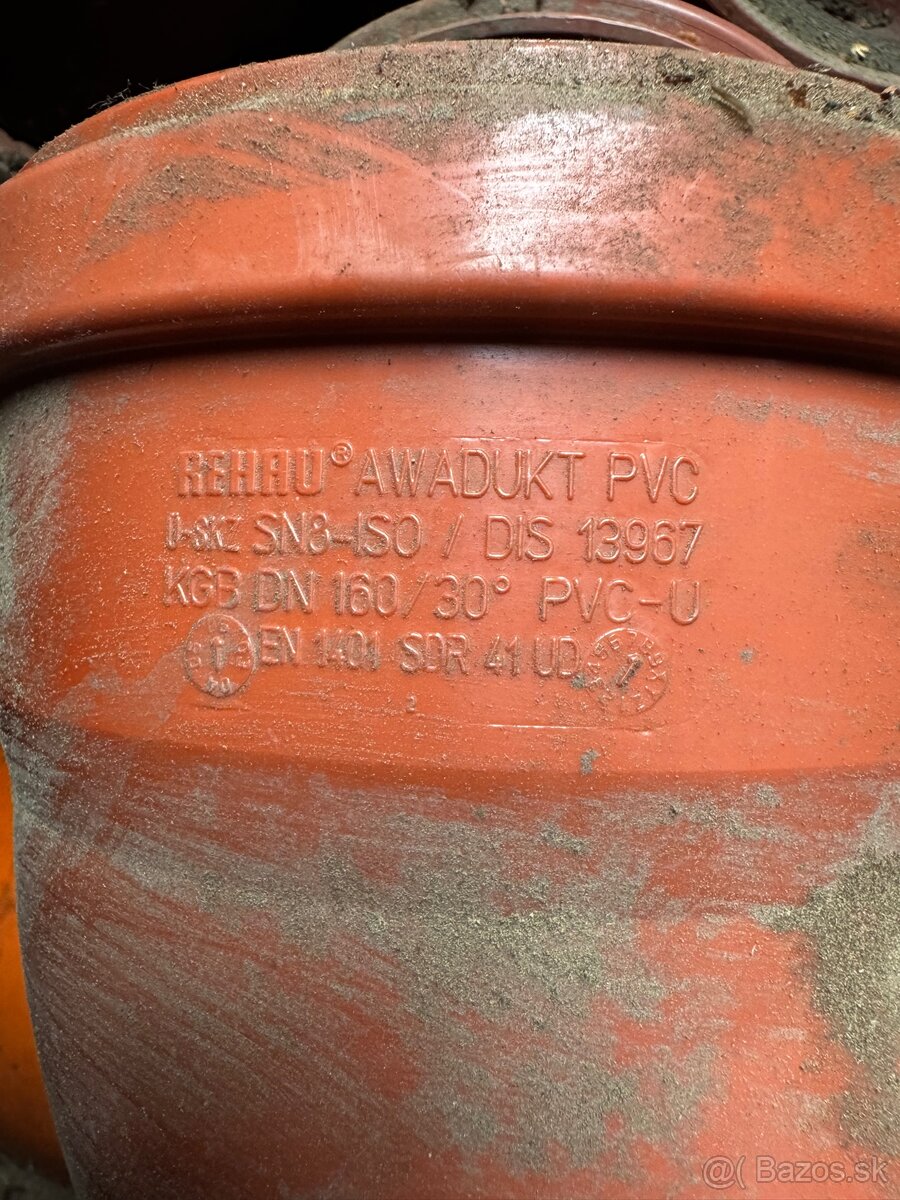 REHAU® AWADUKT PVC
SN8-ISO / DIS 13967
KGB DN 160/30° PVC-U
EN 1401 SDR 41 UD
2
@( Bazos.sk